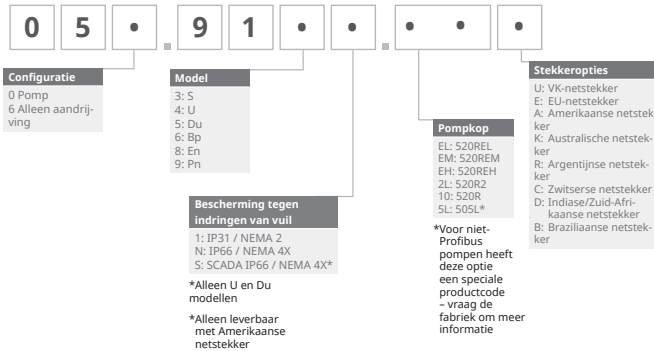 0 5 • . 9 1 • • . • • •
Configuratie
0 Pomp
6 Alleen aandrij-
ving
Model
3: S
4: U
5: Du
6: Bp
8: En
9: Pn
Bescherming tegen
indringen van vuil
1: IP31 / NEMA 2
N: IP66 / NEMA 4X
S: SCADA IP66 / NEMA 4X*
*Alleen U en Du
modellen
*Alleen leverbaar
met Amerikaanse
netstekker
Pompkop
EL: 520REL
EM: 520REM
EH: 520REH
2L: 520R2
10: 520R
5L: 505L*
*Voor niet-
Profibus
pompen heeft
deze optie
een speciale
productcode
– vraag de
fabriek om meer
informatie
Stekkeropties
U: VK-netstekker
E: EU-netstekker
A: Amerikaanse netstek
ker
K: Australische netstek-
ker
R: Argentijnse netstek-
ker
C: Zwitserse netstekker
D: Indiase/Zuid-Afri-
kaanse netstekker
B: Braziliaanse netstek-
ker